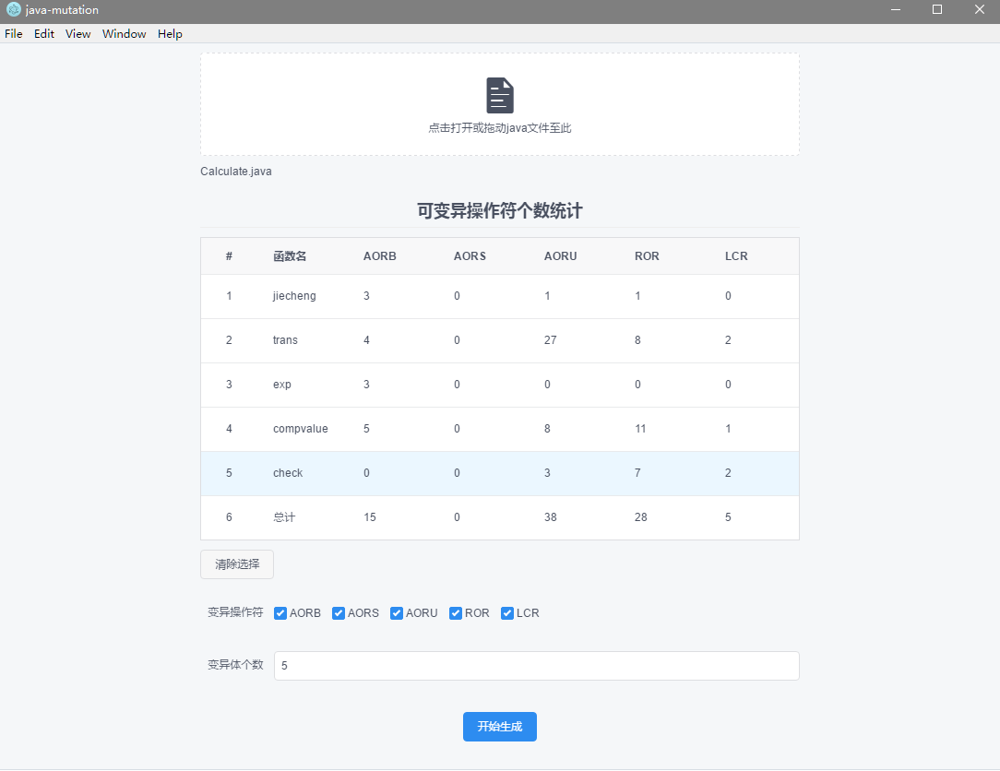 java-mutation
File Edit View Window Help
点击打开或拖动java文件至此
Calculate.java
可变异操作符个数统计
# 函数名 AORB AORS AORU ROR LCR
1 jiecheng 3 0 1 1 0
2 trans 4 0 27 8 2
3 exp 3 0 0 0 0
4 compvalue 5 0 8 11 1
5 check 0 0 3 7 2
6 总计 15 0 38 28 5
清除选择
变异操作符 AORB AORS AORU ROR LCR
变异体个数 5
开始生成